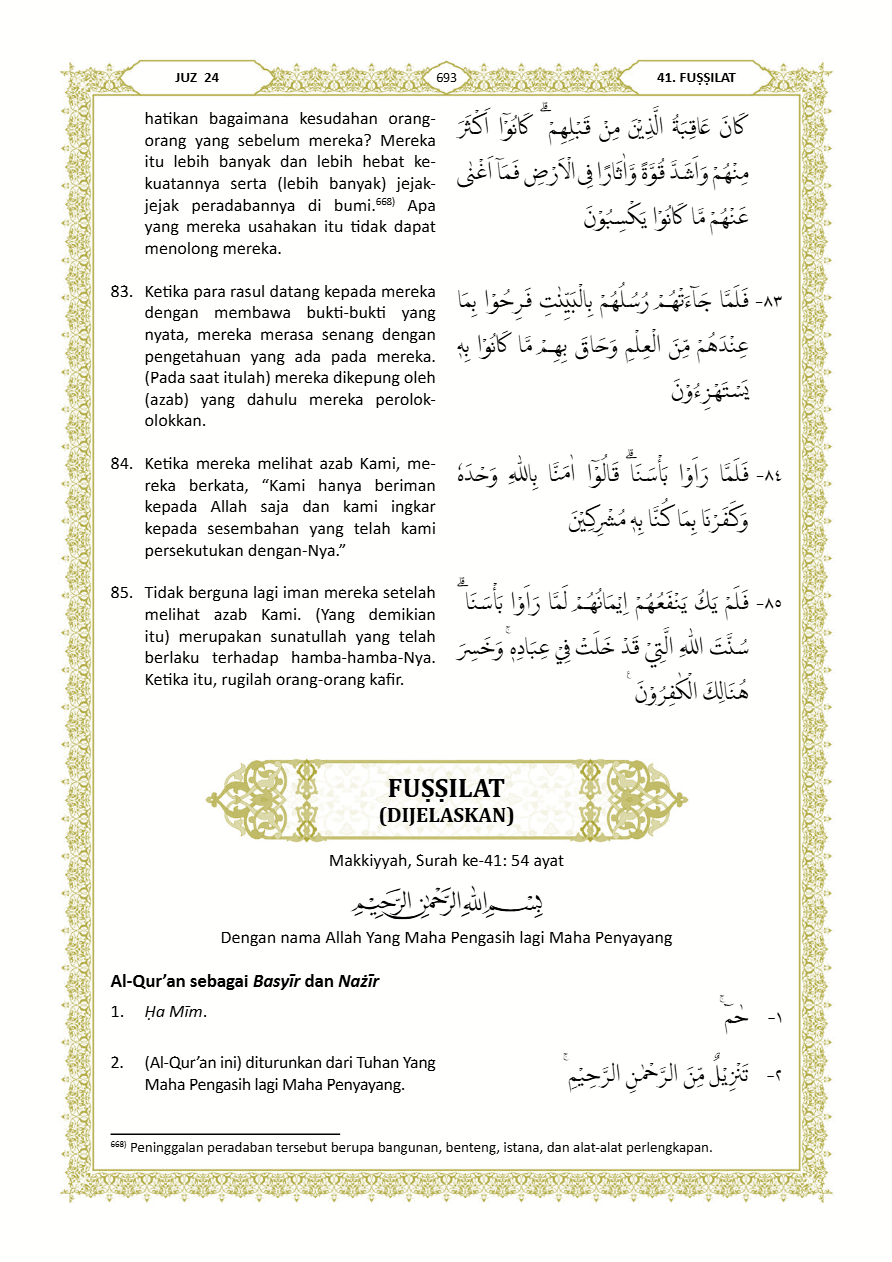 JUZ 24
693
41. FUṢṢILAT
hatikan bagaimana kesudahan orang-
orang yang sebelum mereka? Mereka
itu lebih banyak dan lebih hebat ke-
kuatannya serta (lebih banyak) jejak-
jejak peradabannya di bumi.⁶⁶⁸⁾ Apa
yang mereka usahakan itu tidak dapat
menolong mereka.
كَانَ عَاقِبَةُ الَّذِيْنَ مِنْ قَبْلِهِمْ ۗ كَانُوْٓا اَكْثَرَ
مِنْهُمْ وَاَشَدَّ قُوَّةً وَّاٰثَارًا فِى الْاَرْضِ فَمَآ اَغْنٰى
عَنْهُمْ مَّا كَانُوْا يَكْسِبُوْنَ
83. Ketika para rasul datang kepada mereka
dengan membawa bukti-bukti yang
nyata, mereka merasa senang dengan
pengetahuan yang ada pada mereka.
(Pada saat itulah) mereka dikepung oleh
(azab) yang dahulu mereka perolok-
olokkan.
٨٣- فَلَمَّا جَاۤءَتْهُمْ رُسُلُهُمْ بِالْبَيِّنٰتِ فَرِحُوْا بِمَا
عِنْدَهُمْ مِّنَ الْعِلْمِ وَحَاقَ بِهِمْ مَّا كَانُوْا بِهٖ
يَسْتَهْزِءُوْنَ
84. Ketika mereka melihat azab Kami, me-
reka berkata, “Kami hanya beriman
kepada Allah saja dan kami ingkar
kepada sesembahan yang telah kami
persekutukan dengan-Nya.”
٨٤- فَلَمَّا رَاَوْا بَأْسَنَا ۗ قَالُوْٓا اٰمَنَّا بِاللّٰهِ وَحْدَهٗ
وَكَفَرْنَا بِمَا كُنَّا بِهٖ مُشْرِكِيْنَ
85. Tidak berguna lagi iman mereka setelah
melihat azab Kami. (Yang demikian
itu) merupakan sunatullah yang telah
berlaku terhadap hamba-hamba-Nya.
Ketika itu, rugilah orang-orang kafir.
٨٥- فَلَمْ يَكُ يَنْفَعُهُمْ اِيْمَانُهُمْ لَمَّا رَاَوْا بَأْسَنَا ۗ
سُنَّتَ اللّٰهِ الَّتِيْ قَدْ خَلَتْ فِيْ عِبَادِهٖۚ وَخَسِرَ
هُنَالِكَ الْكٰفِرُوْنَ ࣖ
FUṢṢILAT
(DIJELASKAN)
Makkiyyah, Surah ke-41: 54 ayat
بِسْمِ اللّٰهِ الرَّحْمٰنِ الرَّحِيْمِ
Dengan nama Allah Yang Maha Pengasih lagi Maha Penyayang
Al-Qur’an sebagai Basyīr dan Nażīr
1. Ḥa Mīm.
١- حٰمۤ ۚ
2. (Al-Qur’an ini) diturunkan dari Tuhan Yang
Maha Pengasih lagi Maha Penyayang.
٢- تَنْزِيْلٌ مِّنَ الرَّحْمٰنِ الرَّحِيْمِ ۚ
⁶⁶⁸⁾ Peninggalan peradaban tersebut berupa bangunan, benteng, istana, dan alat-alat perlengkapan.